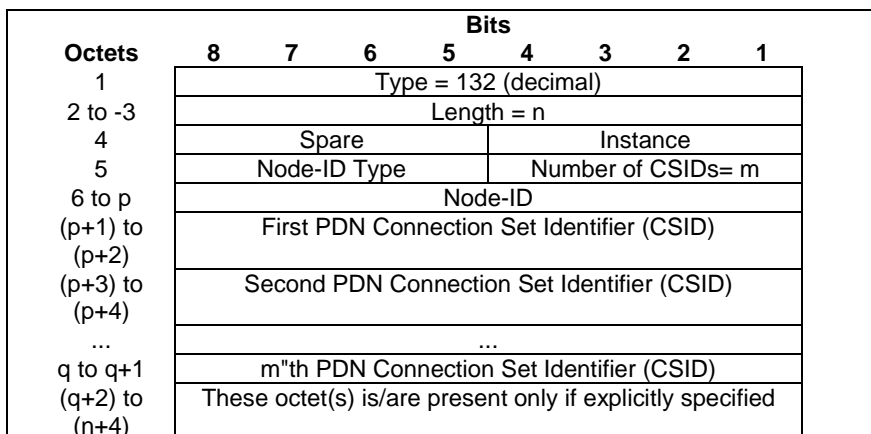 Bits
Octets 8 7 6 5 4 3 2 1
1 Type = 132 (decimal)
2 to -3 Length = n
4 Spare Instance
5 Node-ID Type Number of CSIDs= m
6 to p Node-ID
(p+1) to First PDN Connection Set Identifier (CSID)
(p+2)
(p+3) to Second PDN Connection Set Identifier (CSID)
(p+4)
... ...
q to q+1 m"th PDN Connection Set Identifier (CSID)
(q+2) to These octet(s) is/are present only if explicitly specified
(n+4)